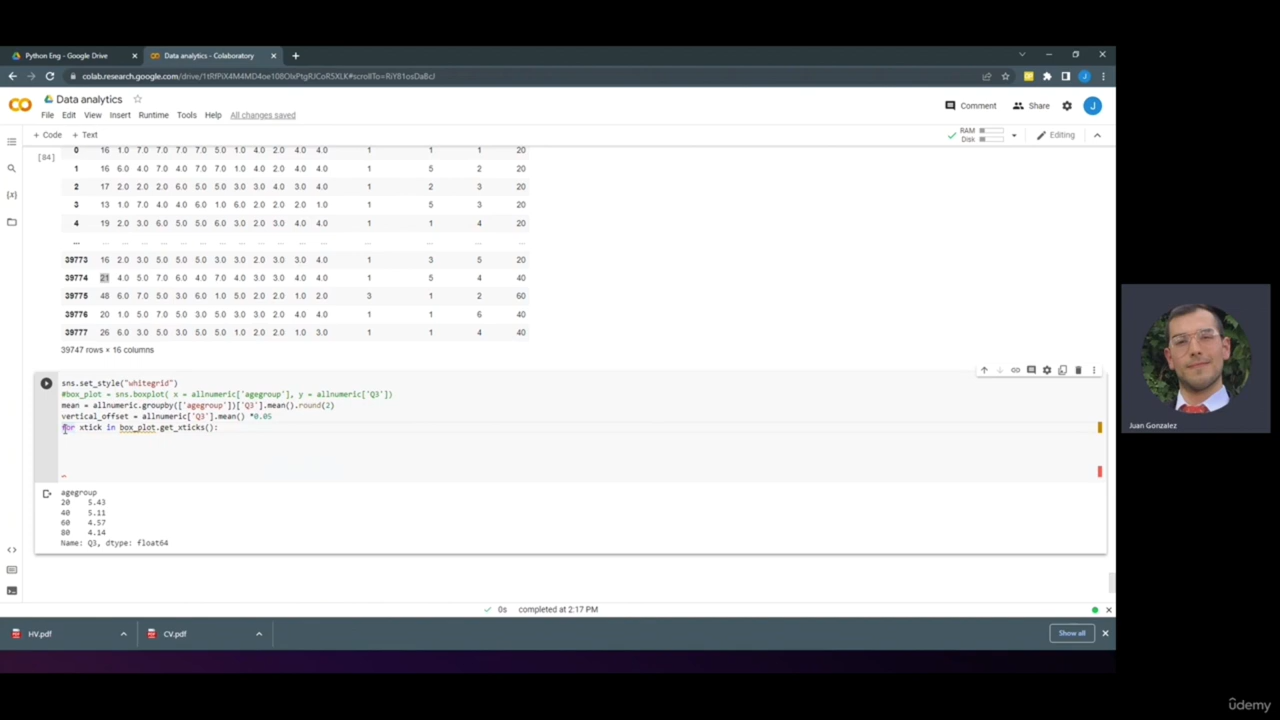 Python Eng - Google Drive
Data analytics - Colaboratory
colab.research.google.com/drive/
Data analytics
Comment
Share
J
File Edit View Insert Runtime Tools Help All changes saved
+ Code + Text
RAM
Disk
Editing
[84]
0 16 1.0 7.0 7.0 7.0 7.0 5.0 1.0 4.0 2.0 4.0 4.0 1 1 1 20
1 16 6.0 4.0 7.0 4.0 7.0 7.0 1.0 4.0 2.0 4.0 4.0 1 5 2 20
2 17 2.0 2.0 2.0 6.0 5.0 5.0 3.0 3.0 4.0 3.0 4.0 1 2 3 20
3 13 1.0 7.0 4.0 4.0 6.0 1.0 6.0 2.0 2.0 2.0 1.0 1 5 3 20
4 19 2.0 3.0 6.0 5.0 5.0 6.0 3.0 2.0 3.0 4.0 4.0 1 1 4 20
... ... ... ... ... ... ... ... ... ... ... ... ... ... ... ... ...
39773 16 2.0 3.0 5.0 5.0 5.0 3.0 3.0 2.0 3.0 3.0 4.0 1 3 5 20
39774 21 4.0 5.0 7.0 6.0 4.0 7.0 4.0 3.0 3.0 4.0 4.0 1 5 4 40
39775 48 6.0 7.0 5.0 3.0 6.0 1.0 5.0 2.0 2.0 1.0 2.0 3 1 2 60
39776 20 1.0 5.0 7.0 5.0 5.0 5.0 3.0 2.0 3.0 4.0 4.0 1 1 6 40
39777 26 6.0 3.0 5.0 3.0 5.0 5.0 1.0 2.0 2.0 1.0 3.0 1 1 4 40
39747 rows × 16 columns
sns.set_style("whitegrid")
#box_plot = sns.boxplot( x = allnumeric['agegroup'], y = allnumeric['Q3'])
mean = allnumeric.groupby(['agegroup'])['Q3'].mean().round(2)
vertical_offset = allnumeric['Q3'].mean() *0.05
for xtick in box_plot.get_xticks():
agegroup
20 5.43
40 5.11
60 4.57
80 4.14
Name: Q3, dtype: float64
0s completed at 2:17 PM
HV.pdf
CV.pdf
Show all
Juan Gonzalez
ûdemy